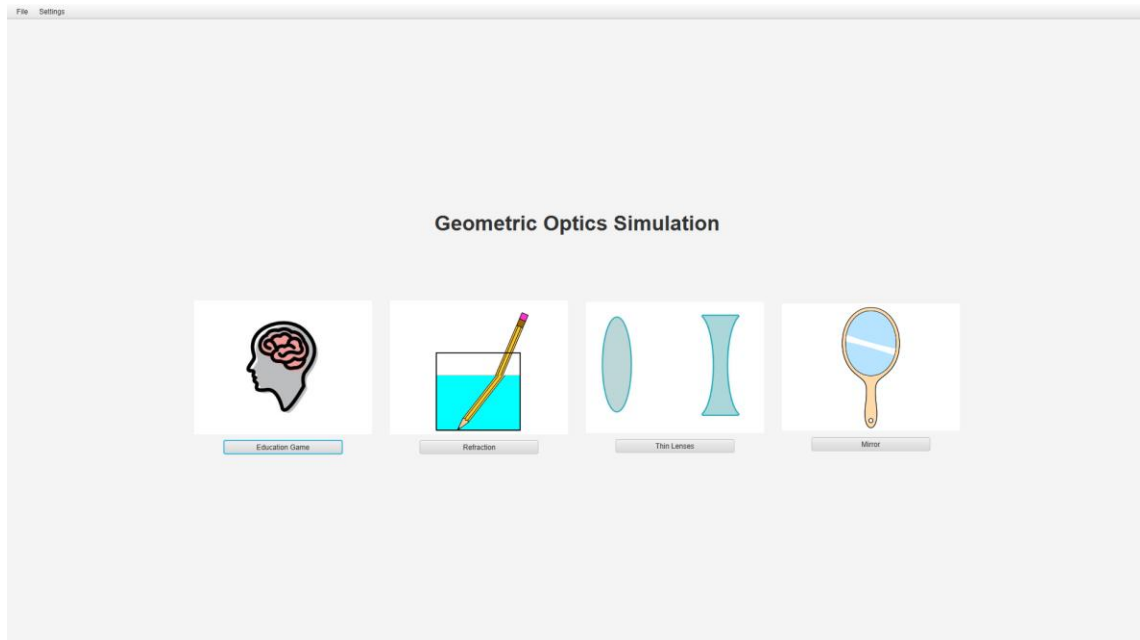 File Settings
Geometric Optics Simulation
Education Game
Refraction
Thin Lenses
Mirror